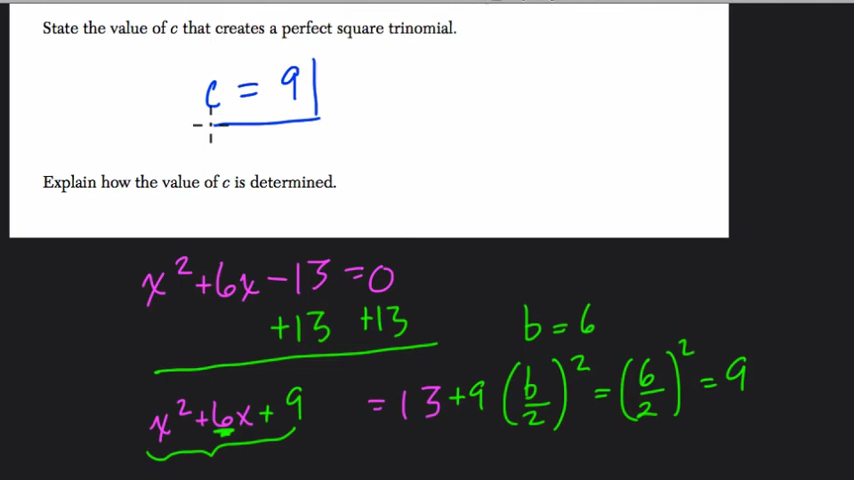 State the value of c that creates a perfect square trinomial.
c = 9
Explain how the value of c is determined.
x² + 6x - 13 = 0
+13 +13
b = 6
x² + 6x + 9 = 13 + 9 (b/2)² = (6/2)² = 9